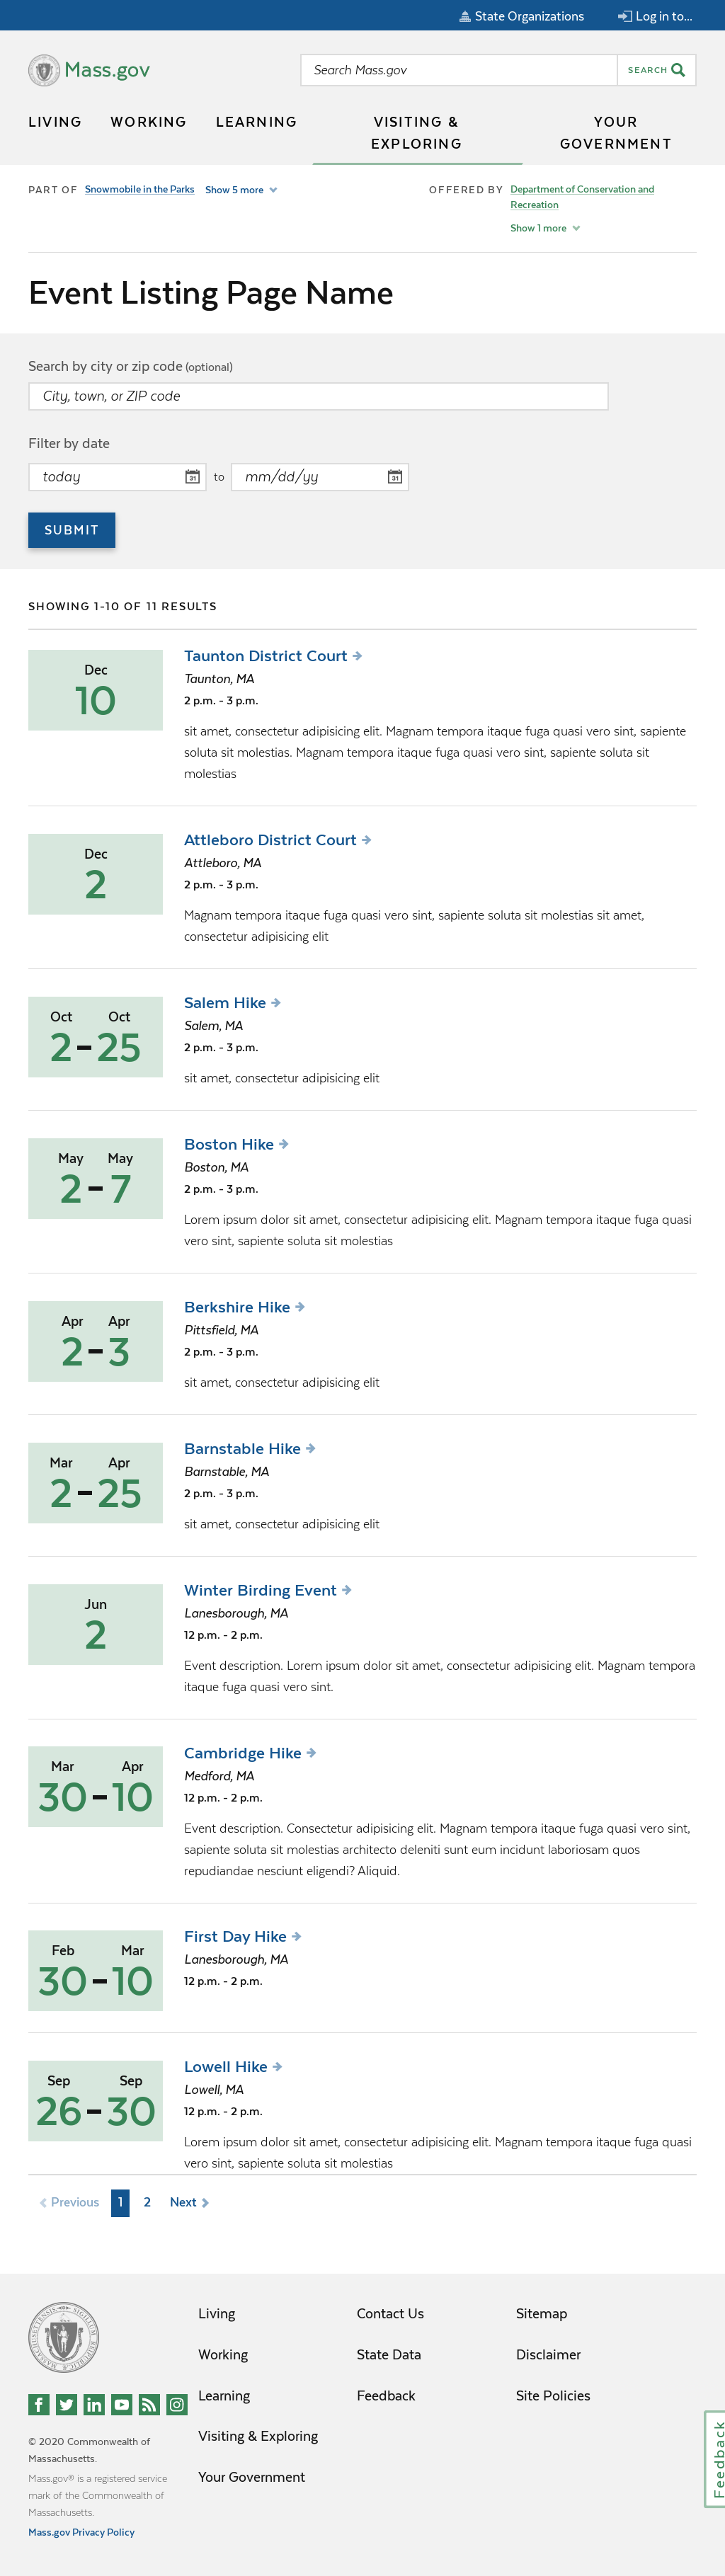 State Organizations
Log in to...
Mass.gov
Search Mass.gov
SEARCH
LIVING
WORKING
LEARNING
VISITING &
EXPLORING
YOUR
GOVERNMENT
PART OF
Snowmobile in the Parks
Show 5 more
OFFERED BY
Department of Conservation and
Recreation
Show 1 more
Event Listing Page Name
Search by city or zip code (optional)
City, town, or ZIP code
Filter by date
today
31
to
mm/dd/yy
31
SUBMIT
SHOWING 1-10 OF 11 RESULTS
Dec
10
Taunton District Court
Taunton, MA
2 p.m. - 3 p.m.
sit amet, consectetur adipisicing elit. Magnam tempora itaque fuga quasi vero sint, sapiente
soluta sit molestias. Magnam tempora itaque fuga quasi vero sint, sapiente soluta sit
molestias
Dec
2
Attleboro District Court
Attleboro, MA
2 p.m. - 3 p.m.
Magnam tempora itaque fuga quasi vero sint, sapiente soluta sit molestias sit amet,
consectetur adipisicing elit
Oct Oct
2 - 25
Salem Hike
Salem, MA
2 p.m. - 3 p.m.
sit amet, consectetur adipisicing elit
May May
2 - 7
Boston Hike
Boston, MA
2 p.m. - 3 p.m.
Lorem ipsum dolor sit amet, consectetur adipisicing elit. Magnam tempora itaque fuga quasi
vero sint, sapiente soluta sit molestias
Apr Apr
2 - 3
Berkshire Hike
Pittsfield, MA
2 p.m. - 3 p.m.
sit amet, consectetur adipisicing elit
Mar Apr
2 - 25
Barnstable Hike
Barnstable, MA
2 p.m. - 3 p.m.
sit amet, consectetur adipisicing elit
Jun
2
Winter Birding Event
Lanesborough, MA
12 p.m. - 2 p.m.
Event description. Lorem ipsum dolor sit amet, consectetur adipisicing elit. Magnam tempora
itaque fuga quasi vero sint.
Mar Apr
30 - 10
Cambridge Hike
Medford, MA
12 p.m. - 2 p.m.
Event description. Consectetur adipisicing elit. Magnam tempora itaque fuga quasi vero sint,
sapiente soluta sit molestias architecto deleniti sunt eum incidunt laboriosam quos
repudiandae nesciunt eligendi? Aliquid.
Feb Mar
30 - 10
First Day Hike
Lanesborough, MA
12 p.m. - 2 p.m.
Sep Sep
26 - 30
Lowell Hike
Lowell, MA
12 p.m. - 2 p.m.
Lorem ipsum dolor sit amet, consectetur adipisicing elit. Magnam tempora itaque fuga quasi
vero sint, sapiente soluta sit molestias
Previous 1 2 Next
Living
Working
Learning
Visiting & Exploring
Your Government
Contact Us
State Data
Feedback
Sitemap
Disclaimer
Site Policies
© 2020 Commonwealth of
Massachusetts.
Mass.gov® is a registered service
mark of the Commonwealth of
Massachusetts.
Mass.gov Privacy Policy
Feedback